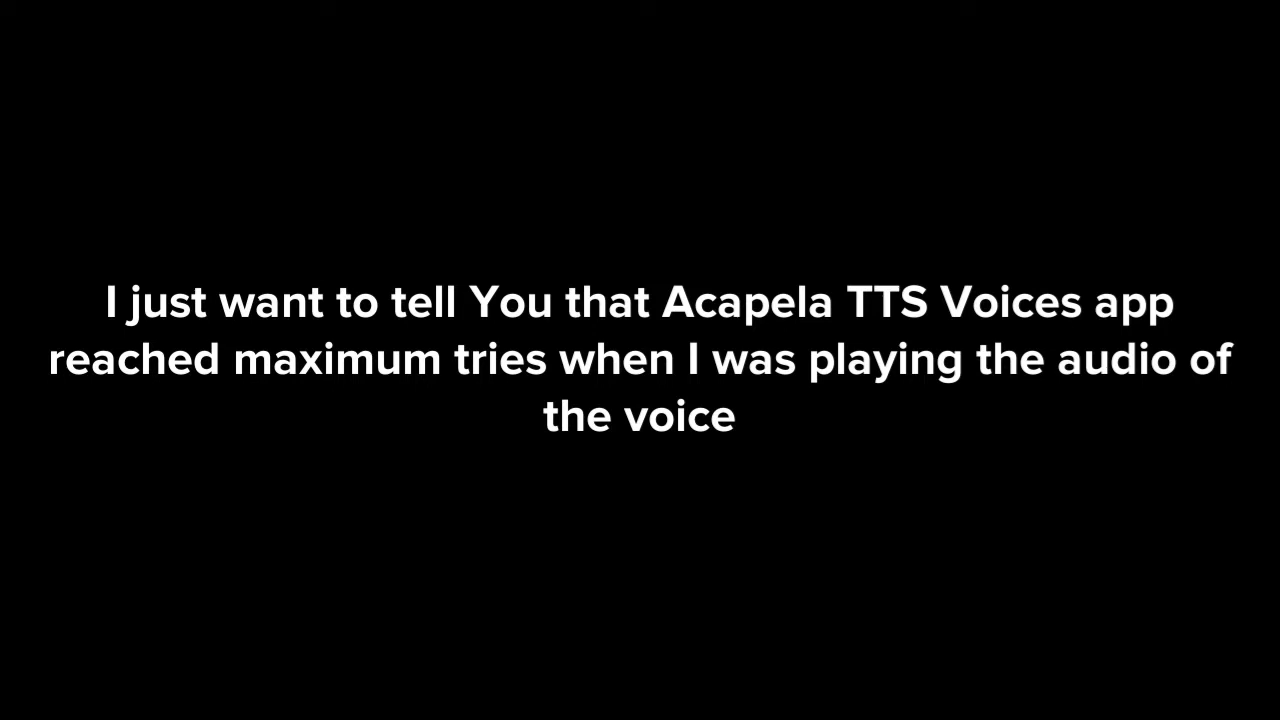 I just want to tell You that Acapela TTS Voices app
reached maximum tries when I was playing the audio of
the voice